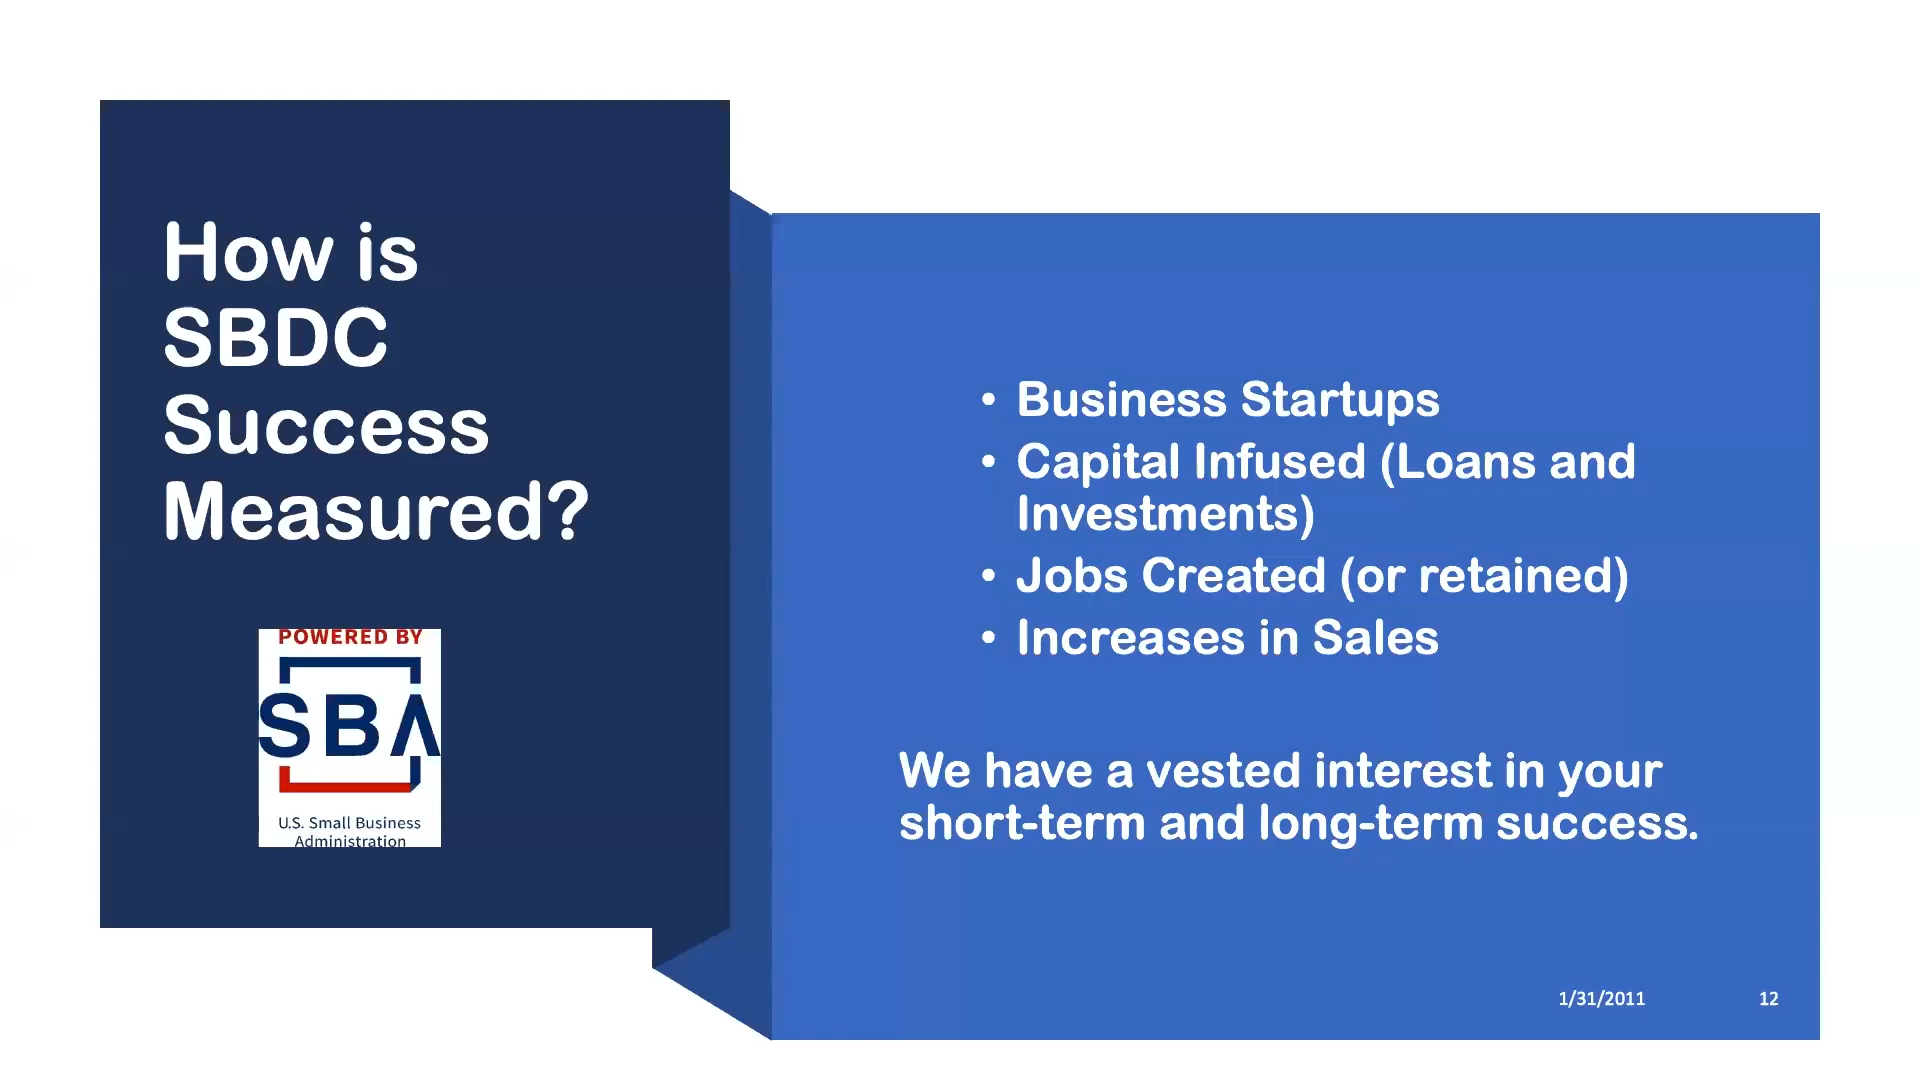 How is
SBDC
Success
Measured?
POWERED BY
SBA
U.S. Small Business
Administration
• Business Startups
• Capital Infused (Loans and
Investments)
• Jobs Created (or retained)
• Increases in Sales
We have a vested interest in your
short-term and long-term success.
1/31/2011
12